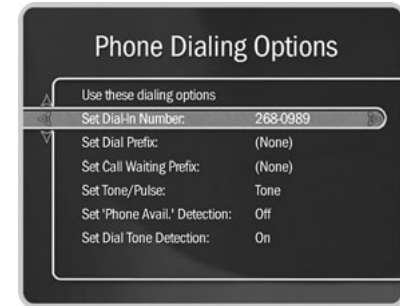 Phone Dialing Options
Use these dialing options
Set Dial-In Number: 268-0989
Set Dial Prefix: (None)
Set Call Waiting Prefix: (None)
Set Tone/Pulse: Tone
Set 'Phone Avail.' Detection: Off
Set Dial Tone Detection: On